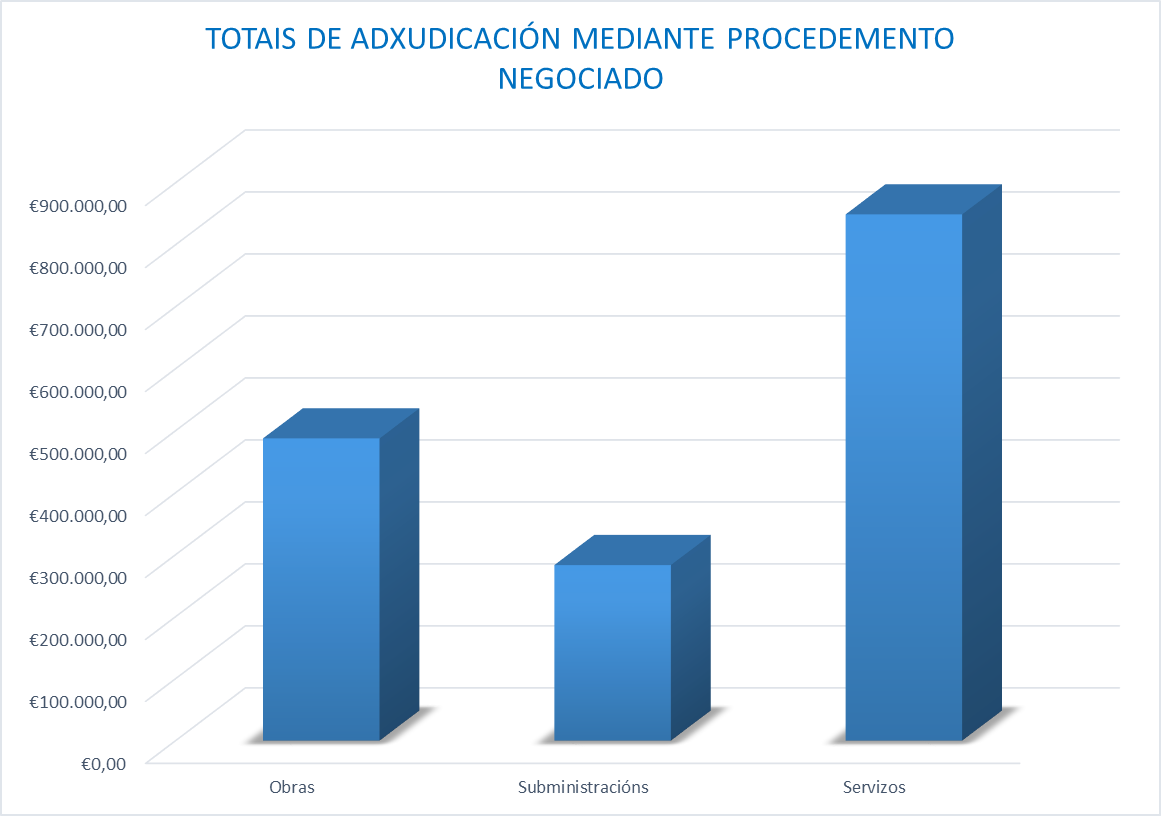 TOTAIS DE ADXUDICACIÓN MEDIANTE PROCEDEMENTO
NEGOCIADO
€900.000,00
€800.000,00
€700.000,00
€600.000,00
€500.000,00
€400.000,00
€300.000,00
€200.000,00
€100.000,00
€0,00
Obras
Subministracións
Servizos